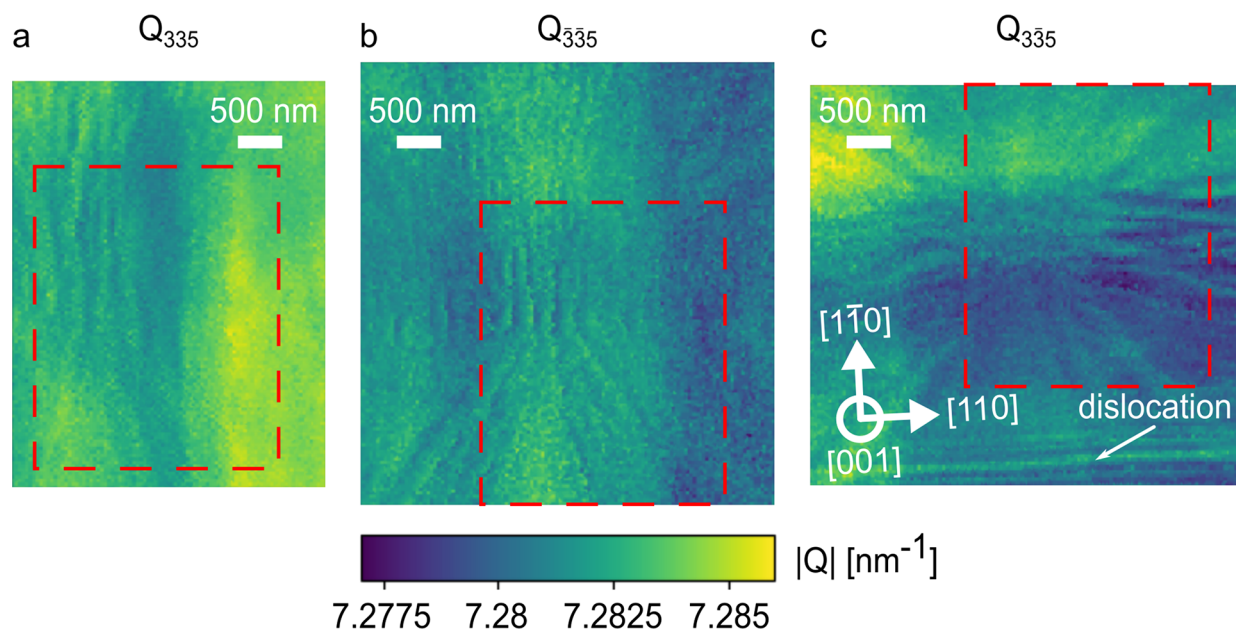 a
Q₃₃₅
b
Q₃̅₃̅₅
c
Q₃₃̅₅
500 nm
500 nm
500 nm
[11̅0]
[110]
[001]
dislocation
|Q| [nm⁻¹]
7.2775 7.28 7.2825 7.285